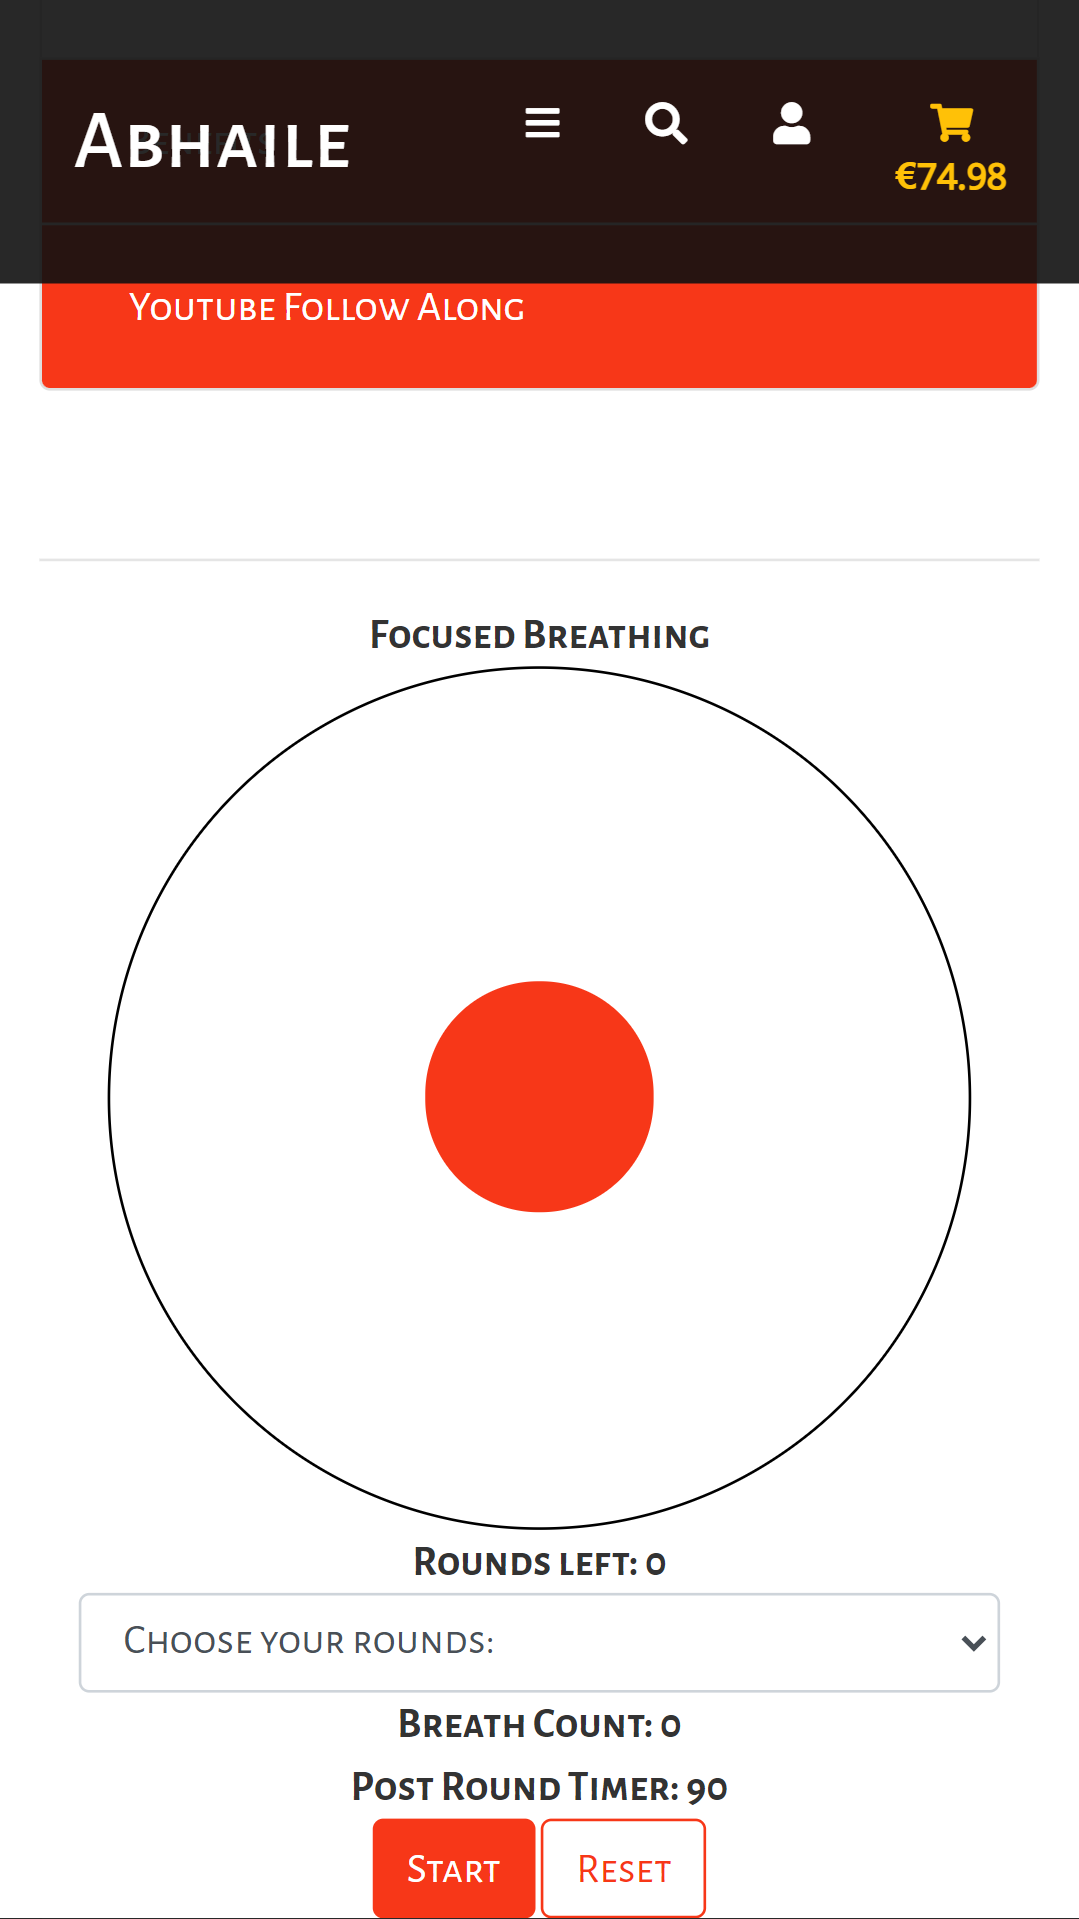 Abhaile
€74.98
Youtube Follow Along
Focused Breathing
Rounds left: 0
Choose your rounds:
Breath Count: 0
Post Round Timer: 90
Start
Reset